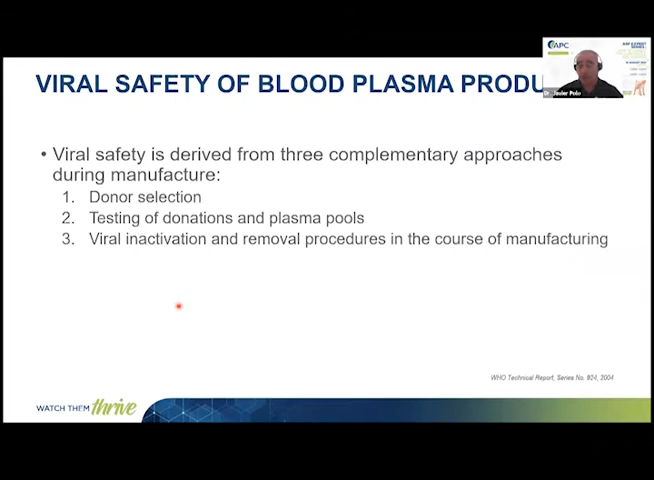 APC
VIRAL SAFETY OF BLOOD PLASMA PRODU
Dr. Javier Polo
• Viral safety is derived from three complementary approaches
during manufacture:
1. Donor selection
2. Testing of donations and plasma pools
3. Viral inactivation and removal procedures in the course of manufacturing
WHO Technical Report, Series No. 924, 2004
WATCH THEM thrive